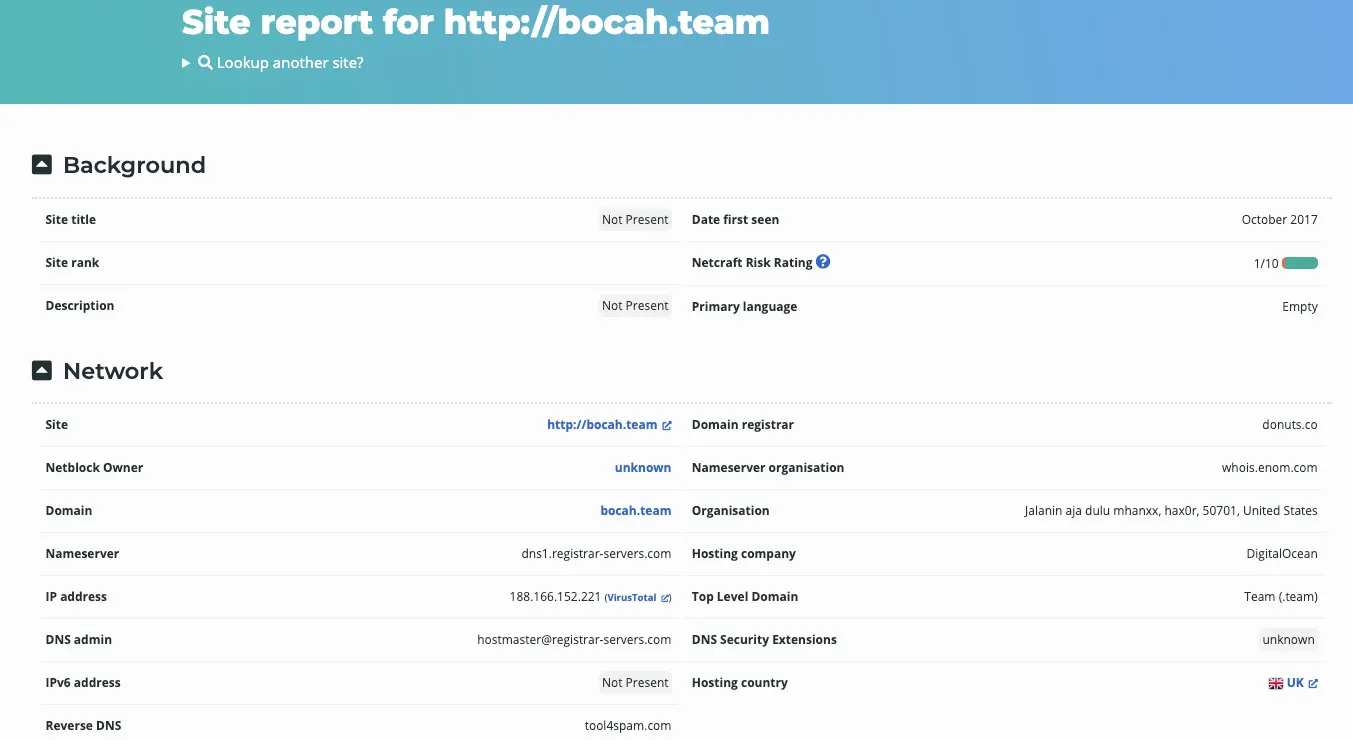 Site report for http://bocah.team
Lookup another site?
Background
Site title Not Present Date first seen October 2017
Site rank Netcraft Risk Rating ? 1/10
Description Not Present Primary language Empty
Network
Site http://bocah.team Domain registrar donuts.co
Netblock Owner unknown Nameserver organisation whois.enom.com
Domain bocah.team Organisation Jalanin aja dulu mhanxx, hax0r, 50701, United States
Nameserver dns1.registrar-servers.com Hosting company DigitalOcean
IP address 188.166.152.221 (VirusTotal) Top Level Domain Team (.team)
DNS admin hostmaster@registrar-servers.com DNS Security Extensions unknown
IPv6 address Not Present Hosting country UK
Reverse DNS tool4spam.com